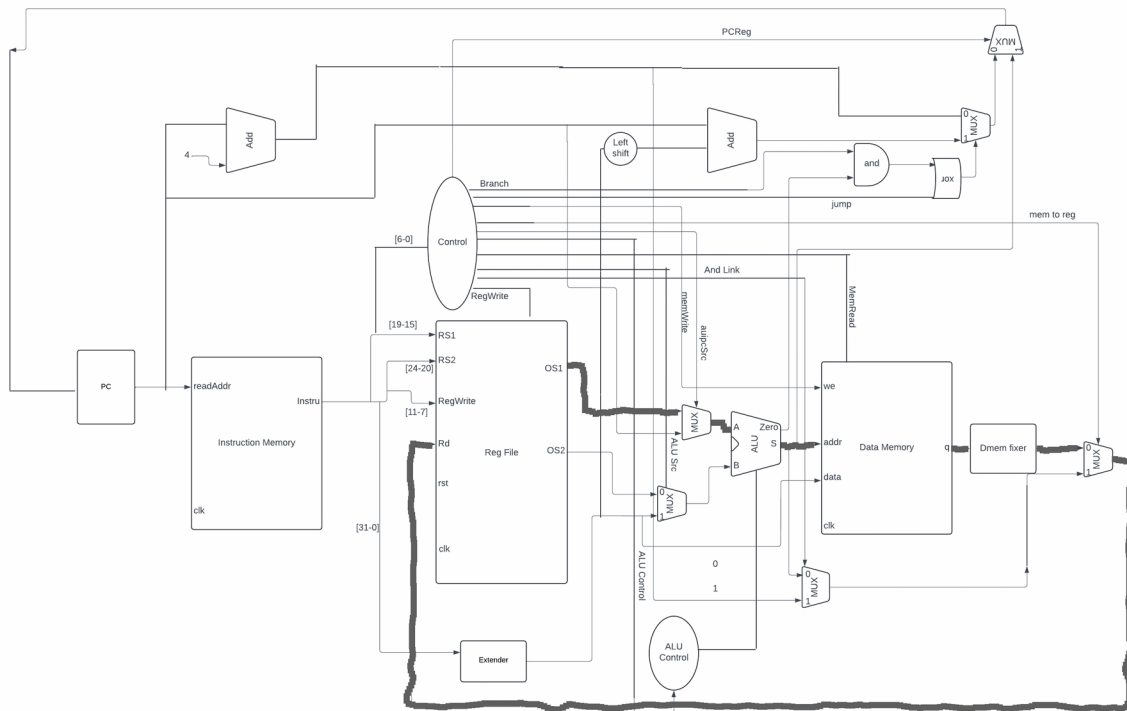 PCReg
MUX
0
1
Add
4
Left
shift
Add
0
MUX
1
and
xor
Branch
jump
mem to reg
[6-0]
Control
And Link
RegWrite
memWrite
auipcSrc
MemRead
[19-15]
RS1
RS2
[24-20]
OS1
PC
readAddr
Instru
RegWrite
[11-7]
we
Instruction Memory
Rd
Reg File
OS2
MUX
A
Zero
ALU
S
B
addr
Data Memory
q
Dmem fixer
0
MUX
1
ALU Src
rst
data
0
MUX
1
clk
[31-0]
clk
clk
ALU Control
0
1
0
MUX
1
Extender
ALU
Control